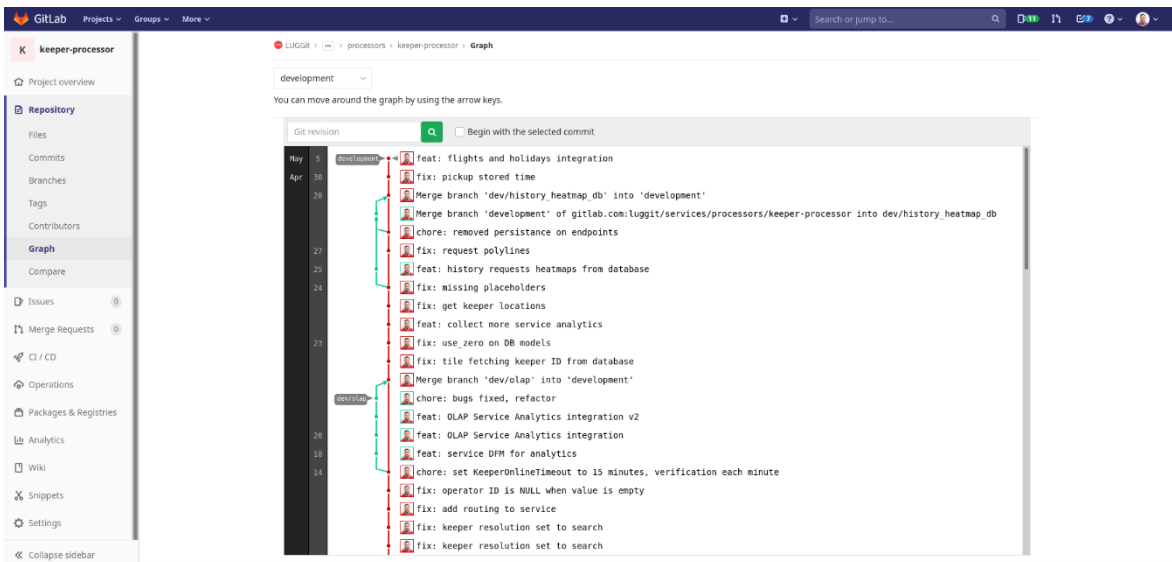 GitLab Projects Groups More Search or jump to... 11 7
K keeper-processor
LUGGit > ... > processors > keeper-processor > Graph
Project overview
Repository
Files
Commits
Branches
Tags
Contributors
Graph
Compare
Issues 0
Merge Requests 0
CI / CD
Operations
Packages & Registries
Analytics
Wiki
Snippets
Settings
« Collapse sidebar
development
You can move around the graph by using the arrow keys.
Git revision Begin with the selected commit
May 5 development feat: flights and holidays integration
Apr 30 fix: pickup stored time
28 Merge branch 'dev/history_heatmap_db' into 'development'
Merge branch 'development' of gitlab.com:luggit/services/processors/keeper-processor into dev/history_heatmap_db
chore: removed persistance on endpoints
27 fix: request polylines
25 feat: history requests heatmaps from database
24 fix: missing placeholders
fix: get keeper locations
feat: collect more service analytics
23 fix: use_zero on DB models
fix: tile fetching keeper ID from database
Merge branch 'dev/olap' into 'development'
dev/olap chore: bugs fixed, refactor
feat: OLAP Service Analytics integration v2
20 feat: OLAP Service Analytics integration
18 feat: service DFM for analytics
14 chore: set KeeperOnlineTimeout to 15 minutes, verification each minute
fix: operator ID is NULL when value is empty
fix: add routing to service
fix: keeper resolution set to search
fix: keeper resolution set to search